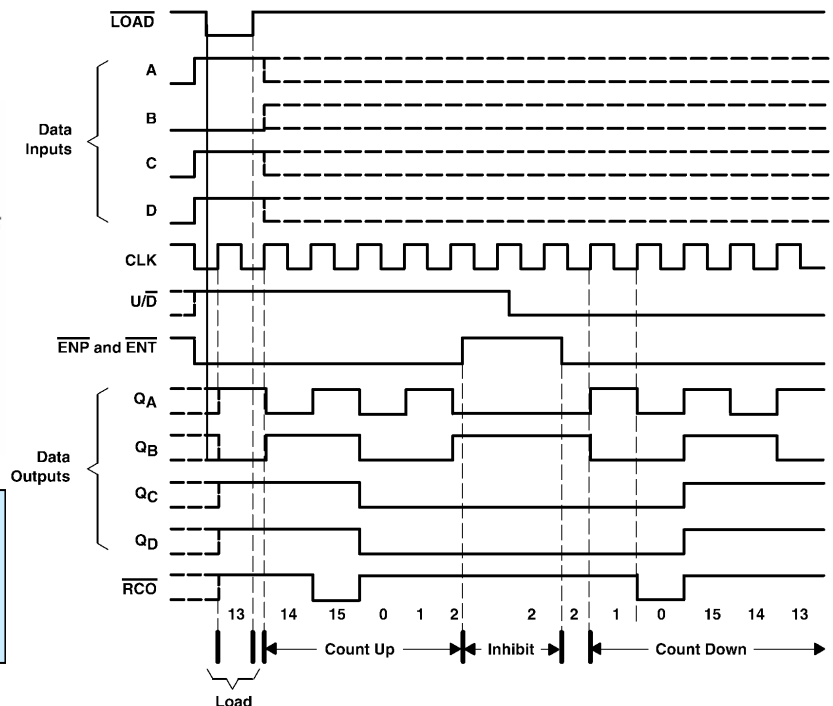 LOAD
A
B
C
D
Data
Inputs
CLK
U/D
ENP and ENT
QA
QB
QC
QD
Data
Outputs
RCO
13 14 15 0 1 2 2 2 1 0 15 14 13
Count Up Inhibit Count Down
Load